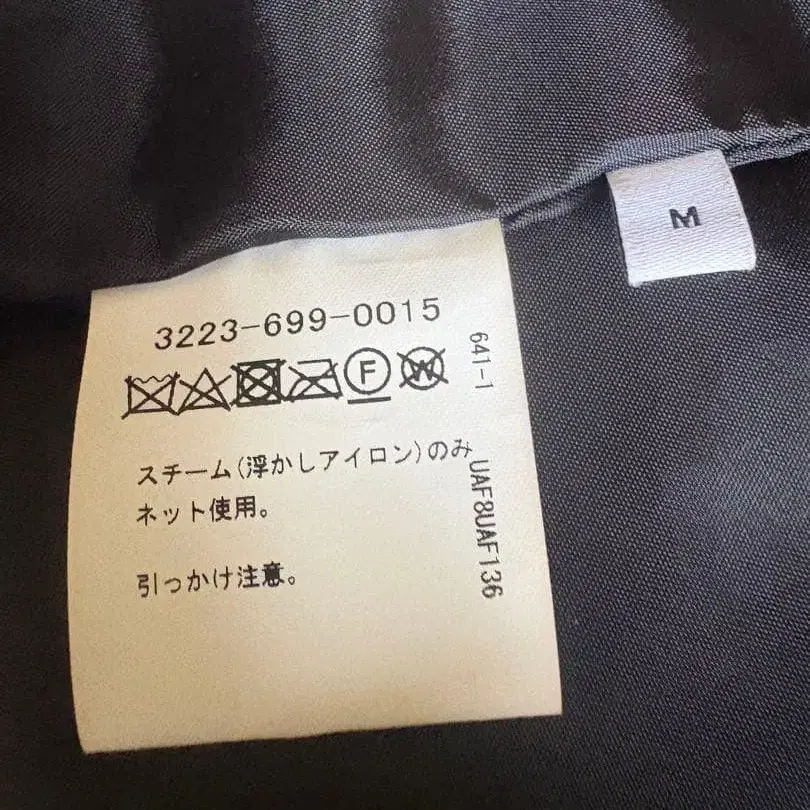 M
3223-699-0015
F W
641-1
スチーム(浮かしアイロン)のみ
ネット使用。
引っかけ注意。
UAF8UAF136